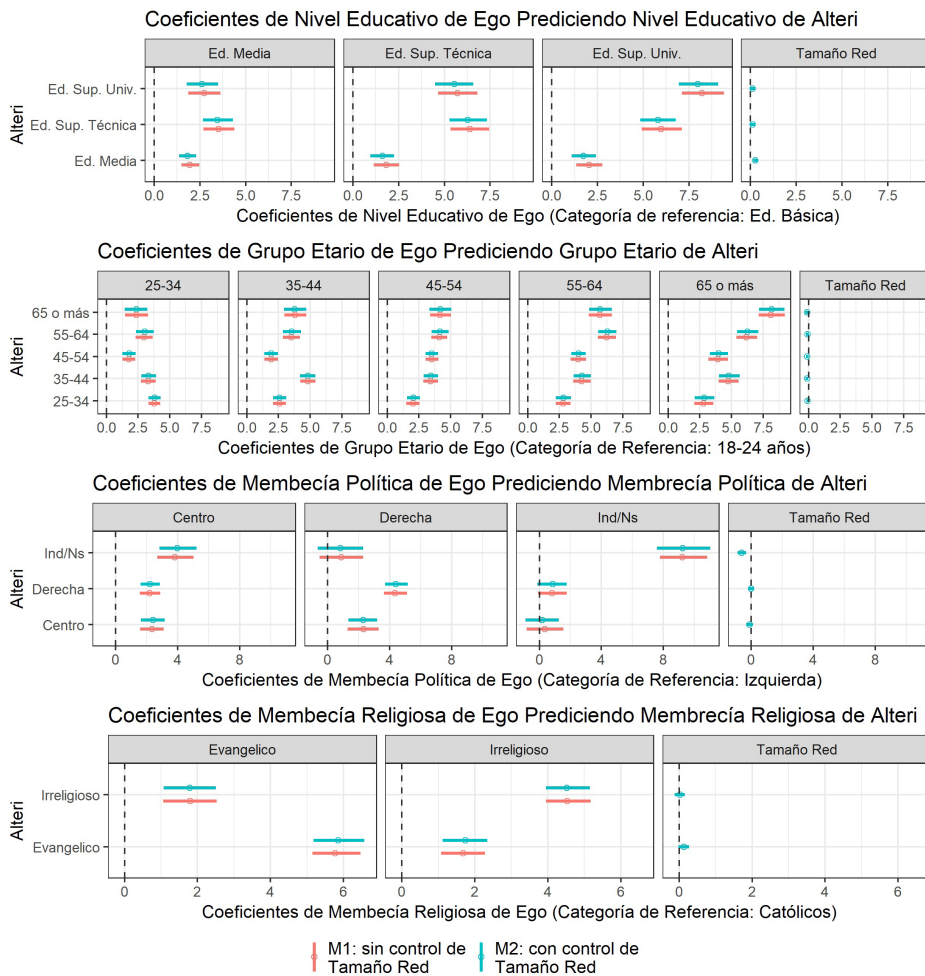 Coeficientes de Nivel Educativo de Ego Prediciendo Nivel Educativo de Alteri
Ed. Media Ed. Sup. Técnica Ed. Sup. Univ. Tamaño Red
Alteri
Ed. Sup. Univ.
Ed. Sup. Técnica
Ed. Media
0.0 2.5 5.0 7.5 0.0 2.5 5.0 7.5 0.0 2.5 5.0 7.5 0.0 2.5 5.0 7.5
Coeficientes de Nivel Educativo de Ego (Categoría de referencia: Ed. Básica)
Coeficientes de Grupo Etario de Ego Prediciendo Grupo Etario de Alteri
25-34 35-44 45-54 55-64 65 o más Tamaño Red
Alteri
65 o más
55-64
45-54
35-44
25-34
0.0 2.5 5.0 7.5 0.0 2.5 5.0 7.5 0.0 2.5 5.0 7.5 0.0 2.5 5.0 7.5 0.0 2.5 5.0 7.5 0.0 2.5 5.0 7.5
Coeficientes de Grupo Etario de Ego (Categoría de Referencia: 18-24 años)
Coeficientes de Membecía Política de Ego Prediciendo Membrecía Política de Alteri
Centro Derecha Ind/Ns Tamaño Red
Alteri
Ind/Ns
Derecha
Centro
0 4 8 0 4 8 0 4 8 0 4 8
Coeficientes de Membecía Política de Ego (Categoría de Referencia: Izquierda)
Coeficientes de Membecía Religiosa de Ego Prediciendo Membrecía Religiosa de Alteri
Evangelico Irreligioso Tamaño Red
Alteri
Irreligioso
Evangelico
0 2 4 6 0 2 4 6 0 2 4 6
Coeficientes de Membecía Religiosa de Ego (Categoría de Referencia: Católicos)
M1: sin control de M2: con control de
Tamaño Red Tamaño Red